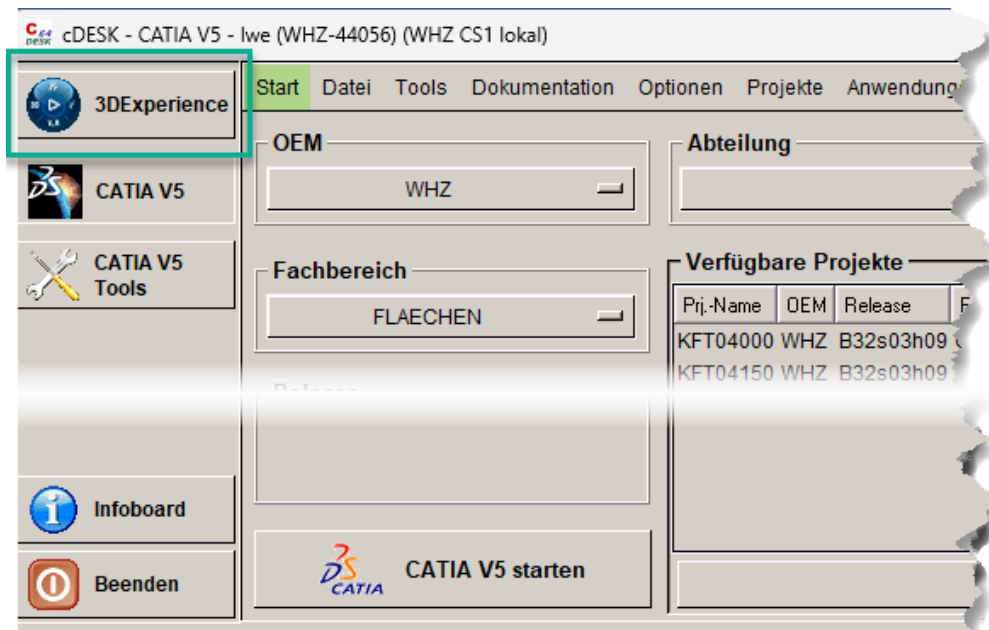 cDESK - CATIA V5 - lwe (WHZ-44056) (WHZ CS1 lokal)
3DExperience
CATIA V5
CATIA V5
Tools
Infoboard
Beenden
Start Datei Tools Dokumentation Optionen Projekte Anwendung
OEM
WHZ
Abteilung
Fachbereich
FLAECHEN
Verfügbare Projekte
Prj.-Name OEM Release
KFT04000 WHZ B32s03h09
KFT04150 WHZ B32s03h09
CATIA
CATIA V5 starten